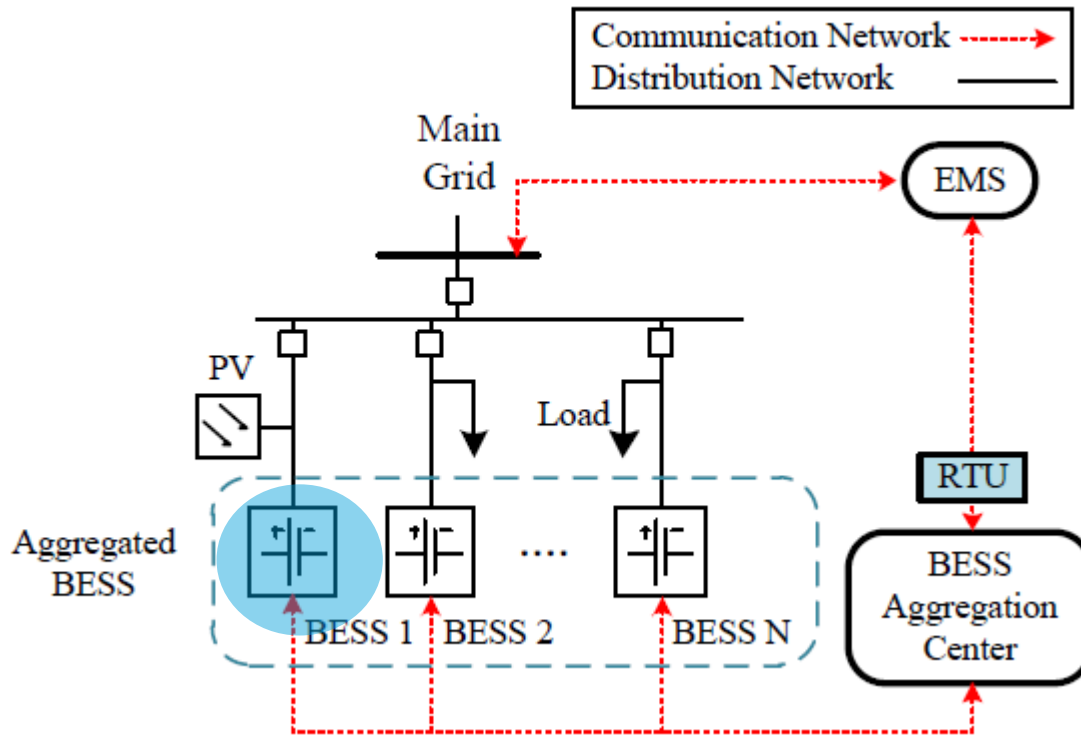 Communication Network
Distribution Network
Main
Grid
EMS
PV
Load
RTU
Aggregated
BESS
....
BESS 1
BESS 2
BESS N
BESS
Aggregation
Center